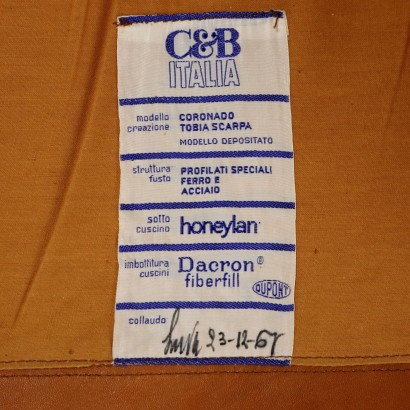 C&B
ITALIA
modello CORONADO
creazione TOBIA SCARPA
MODELLO DEPOSITATO
struttura PROFILATI SPECIALI
fusto FERRO E
ACCIAIO
sotto
cuscino honeylan
imbottitura Dacron®
cuscini fiberfill
DUPONT
collaudo 23-12-67